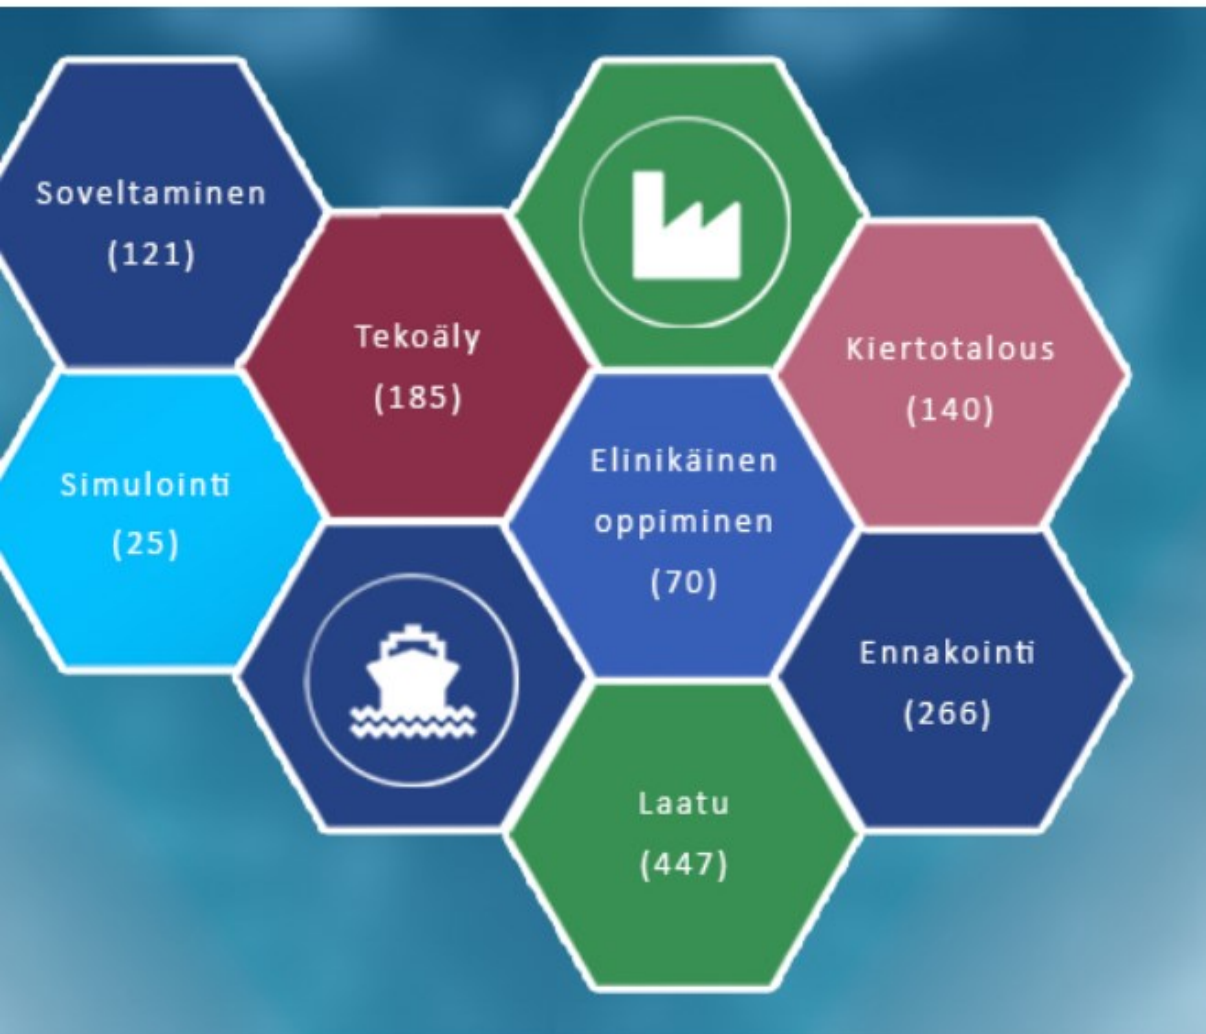 Soveltaminen
(121)
Tekoäly
(185)
Kiertotalous
(140)
Simulointi
(25)
Elinikäinen
oppiminen
(70)
Ennakointi
(266)
Laatu
(447)